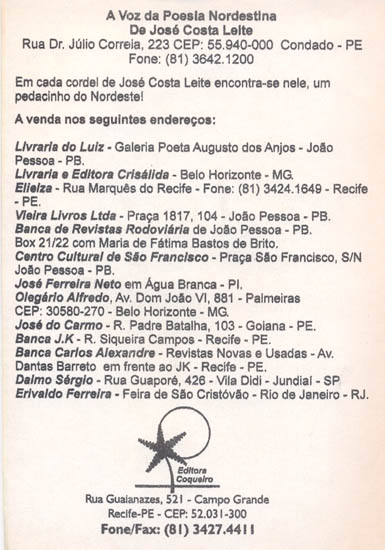 A Voz da Poesia Nordestina
De José Costa Leite
Rua Dr. Júlio Correia, 223 CEP: 55.940-000 Condado - PE
Fone: (81) 3642.1200
Em cada cordel de José Costa Leite encontra-se nele, um
pedacinho do Nordeste!
A venda nos seguintes endereços:
Livraria do Luiz - Galeria Poeta Augusto dos Anjos - João
Pessoa - PB.
Livraria e Editora Crisálida - Belo Horizonte - MG.
Elieiza - Rua Marquês do Recife - Fone: (81) 3424.1649 - Recife
- PE.
Vieira Livros Ltda - Praça 1817, 104 - João Pessoa - PB.
Banca de Revistas Rodoviária de João Pessoa - PB.
Box 21/22 com Maria de Fátima Bastos de Brito.
Centro Cultural de São Francisco - Praça São Francisco, S/N
João Pessoa - PB.
José Ferreira Neto em Água Branca - PI.
Olegário Alfredo, Av. Dom João VI, 881 - Palmeiras
CEP: 30580-270 - Belo Horizonte - MG.
José do Carmo - R. Padre Batalha, 103 - Goiana - PE.
Banca J.K - R. Siqueira Campos - Recife - PE.
Banca Carlos Alexandre - Revistas Novas e Usadas - Av.
Dantas Barreto em frente ao JK - Recife - PE.
Dalmo Sérgio - Rua Guaporé, 426 - Vila Didi - Jundial - SP
Erivaldo Ferreira - Feira de São Cristóvão - Rio de Janeiro - RJ.
Editora
Coqueiro
Rua Guaianazes, 521 - Campo Grande
Recife-PE - CEP: 52.031-300
Fone/Fax: (81) 3427.4411